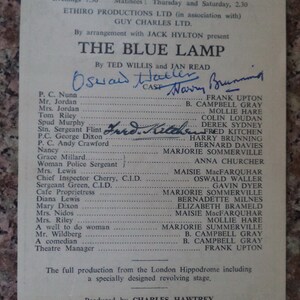 Matinees: Thursday and Saturday, 2.30
ETHIRO PRODUCTIONS LTD (in association with)
GUY CHARLES LTD.
By arrangement with JACK HYLTON present
THE BLUE LAMP
By TED WILLIS and JAN READ
Oswald Waller
CAST
Harry Brunning
P. C. Nunn FRANK UPTON
Mr. Jordan B. CAMPBELL GRAY
Mrs. Jordan MOLLIE HARE
Tom Riley COLIN LOUDAN
Spud Murphy DEREK SYDNEY
Stn. Sergeant Flint Fred Kitchen FRED KITCHEN
P.C. George Dixon HARRY BRUNNING
P. C. Andy Crawford BERNARD DAVIES
Nancy MARJORIE SOMMERVILLE
Grace Millard
Woman Police Sergeant ANNA CHURCHER
Mrs. Lewis MAISIE MacFARQUHAR
Chief Inspector Cherry, C.I.D. OSWALD WALLER
Sergeant Green, C.I.D. GAVIN DYER
Cafe Proprietress MARJORIE SOMMERVILLE
Diana Lewis BERNADETTE MILNES
Mary Dixon ELIZABETH BRAMELD
Mrs. Nidos MAISIE MacFARQUHAR
Mrs. Riley MOLLIE HARE
A well to do woman MARJORIE SOMMERVILLE
Mr. Wildberg B. CAMPBELL GRAY
A comedian B. CAMPBELL GRAY
Theatre Manager FRANK UPTON
The full production from the London Hippodrome including
a specially designed revolving stage.
Produced by CHARLES HAWTREY